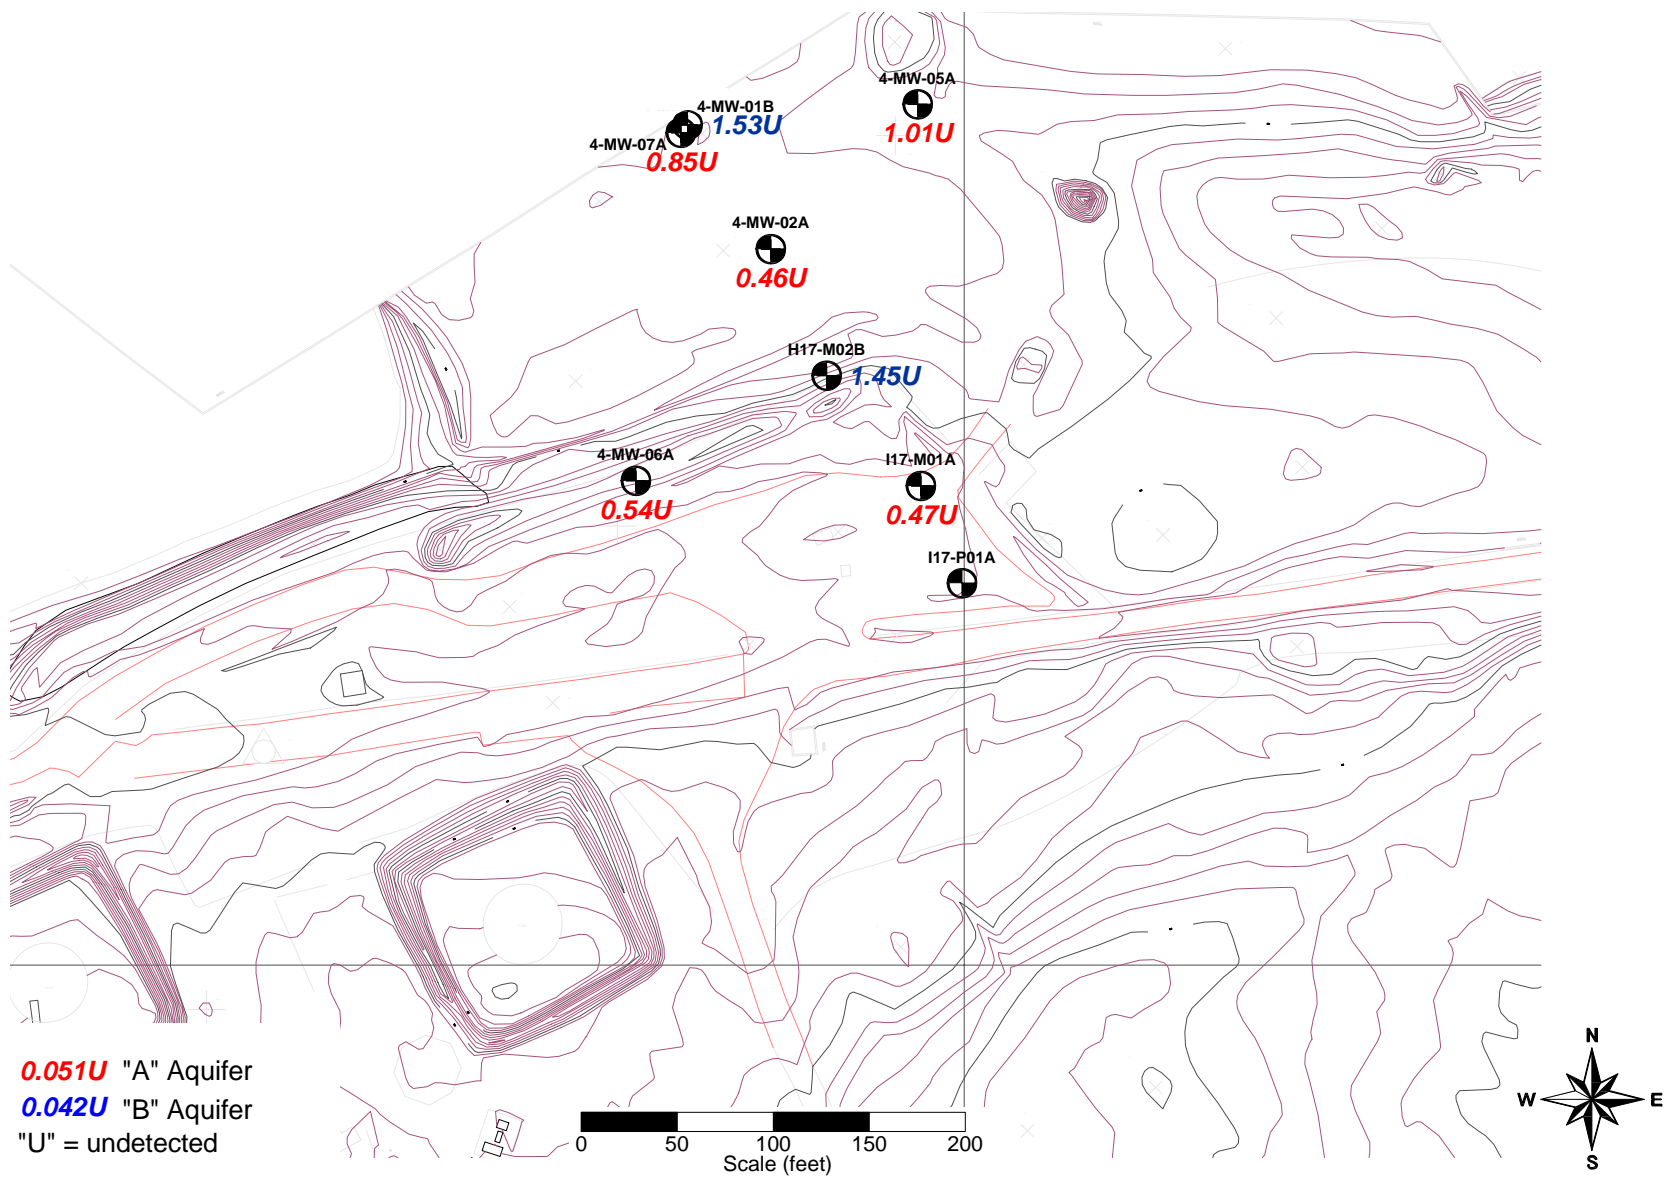 4-MW-05A
1.01U
4-MW-01B
1.53U
4-MW-07A
0.85U
4-MW-02A
0.46U
H17-M02B
1.45U
4-MW-06A
0.54U
I17-M01A
0.47U
I17-P01A
0.051U "A" Aquifer
0.042U "B" Aquifer
"U" = undetected
0 50 100 150 200
Scale (feet)
N
W E
S